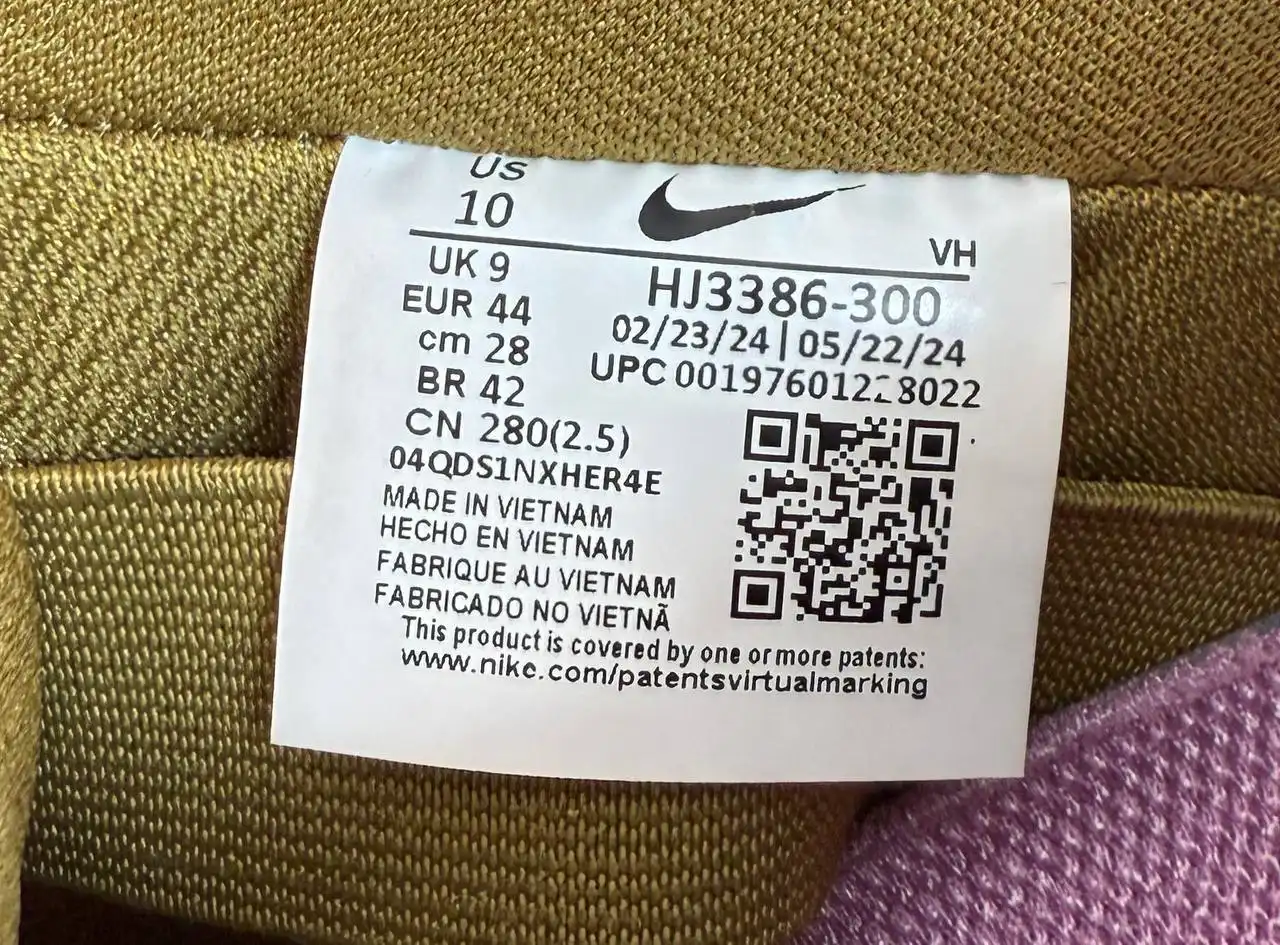 US
10
VH
UK 9
EUR 44
cm 28
BR 42
CN 280(2.5)
HJ3386-300
02/23/24|05/22/24
UPC
04QDS1NXHER4E
MADE IN VIETNAM
HECHO EN VIETNAM
FABRIQUE AU VIETNAM
FABRICADO NO VIETNÃ
This product is covered by one or more patents:
www.nike.com/patentsvirtualmarking